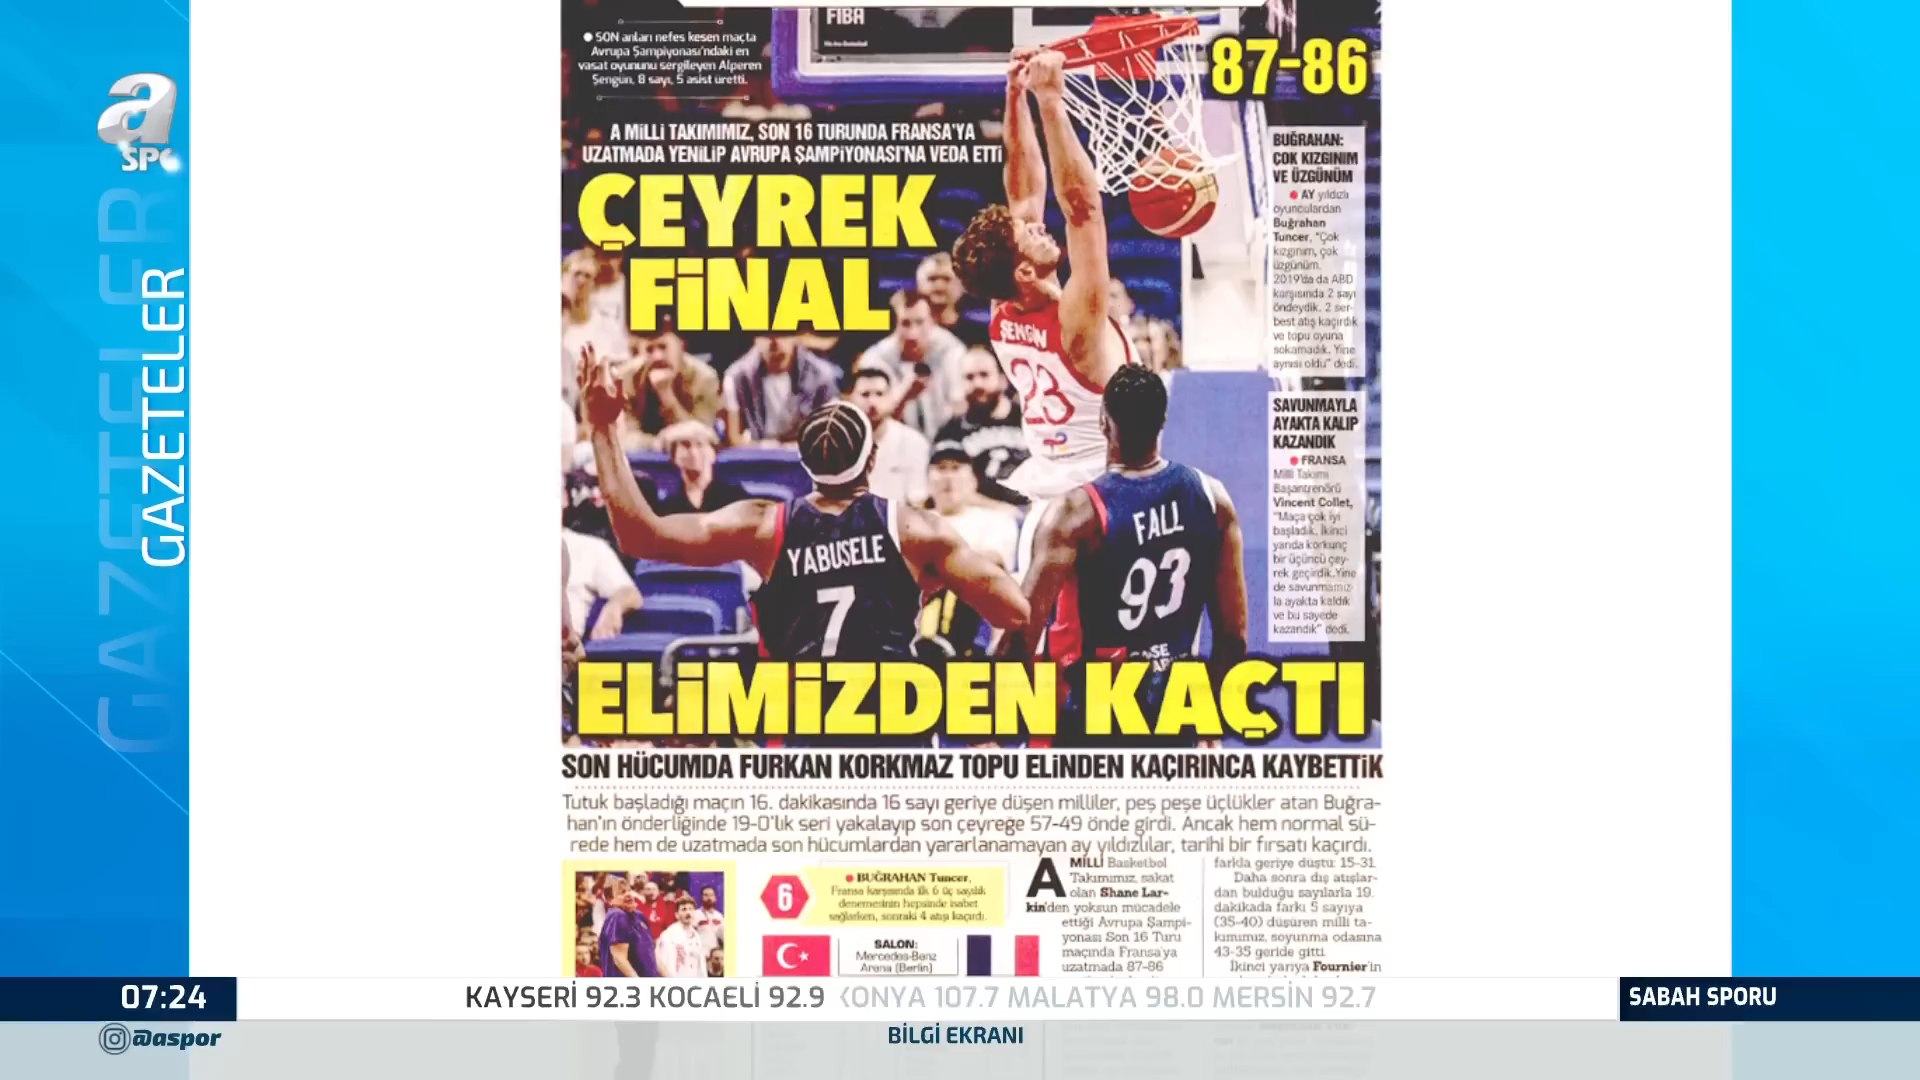 FIBA
● SON anları nefes kesen maçta
Avrupa Şampiyonası'ndaki en
vasat oyununu sergileyen Alperen
Şengün, 8 sayı, 5 asist üretti.
87-86
A MİLLİ TAKIMIMIZ, SON 16 TURUNDA FRANSA'YA
UZATMADA YENİLİP AVRUPA ŞAMPİYONASI'NA VEDA ETTİ
ÇEYREK
FİNAL
ŞENGÜN
23
YABUSELE
7
FALL
93
BUĞRAHAN:
ÇOK KIZGINIM
VE ÜZGÜNÜM
● AY yıldızlı
oyunculardan
Buğrahan
Tuncer, "Çok
kızgınım, çok
üzgünüm.
2019'da da ABD
karşısında 2 sayı
öndeydik. 2 ser-
best atış kaçırdık
ve topu oyuna
sokamadık. Yine
aynısı oldu" dedi.
SAVUNMAYLA
AYAKTA KALIP
KAZANDIK
● FRANSA
Milli Takımı
Başantrenörü
Vincent Collet,
"Maça çok iyi
başladık. İkinci
yarıda korkunç
bir üçüncü çey-
rek geçirdik. Yine
de savunmamız-
la ayakta kaldık
ve bu sayede
kazandık" dedi.
ELİMİZDEN KAÇTI
SON HÜCUMDA FURKAN KORKMAZ TOPU ELİNDEN KAÇIRINCA KAYBETTİK
Tutuk başladığı maçın 16. dakikasında 16 sayı geriye düşen milliler, peş peşe üçlükler atan Buğra-
han'ın önderliğinde 19-0'lık seri yakalayıp son çeyreğe 57-49 önde girdi. Ancak hem normal sü-
rede hem de uzatmada son hücumlardan yararlanamayan ay yıldızlılar, tarihi bir fırsatı kaçırdı.
6
● BUĞRAHAN Tuncer,
Fransa karşısında ilk 6 üç sayılık
denemesinin hepsinde isabet
sağlarken, sonraki 4 atışı kaçırdı.
SALON:
Mercedes-Benz
Arena (Berlin)
A MİLLİ Basketbol
Takımımız, sakat
olan Shane Lar-
kin'den yoksun mücadele
ettiği Avrupa Şampi-
yonası Son 16 Turu
maçında Fransa'ya
uzatmada 87-86
farkla geriye düştü: 15-31.
Daha sonra dış atışlar-
dan bulduğu sayılarla 19.
dakikada farkı 5 sayıya
(35-40) düşüren milli ta-
kımımız, soyunma odasına
43-35 geride gitti.
İkinci yarıya Fournier'in
a
SPO
GAZETELER
GAZETELER
07:24
KAYSERİ 92.3 KOCAELİ 92.9 KONYA 107.7 MALATYA 98.0 MERSİN 92.7
SABAH SPORU
@aspor
BİLGİ EKRANI